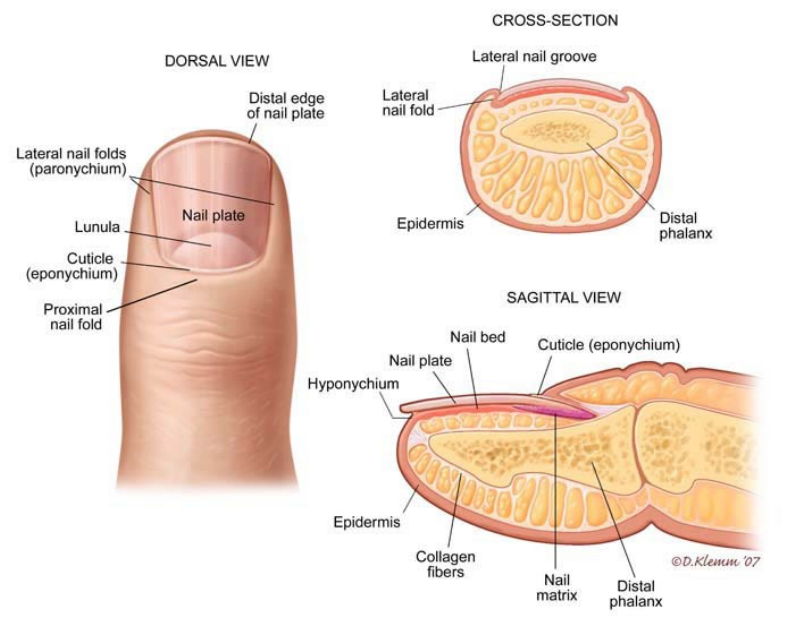 DORSAL VIEW
Distal edge
of nail plate
Lateral nail folds
(paronychium)
Nail plate
Lunula
Cuticle
(eponychium)
Proximal
nail fold
CROSS-SECTION
Lateral nail groove
Lateral
nail fold
Epidermis
Distal
phalanx
SAGITTAL VIEW
Nail bed
Cuticle (eponychium)
Nail plate
Hyponychium
Epidermis
Collagen
fibers
Nail
matrix
Distal
phalanx
©D.Klemm '07